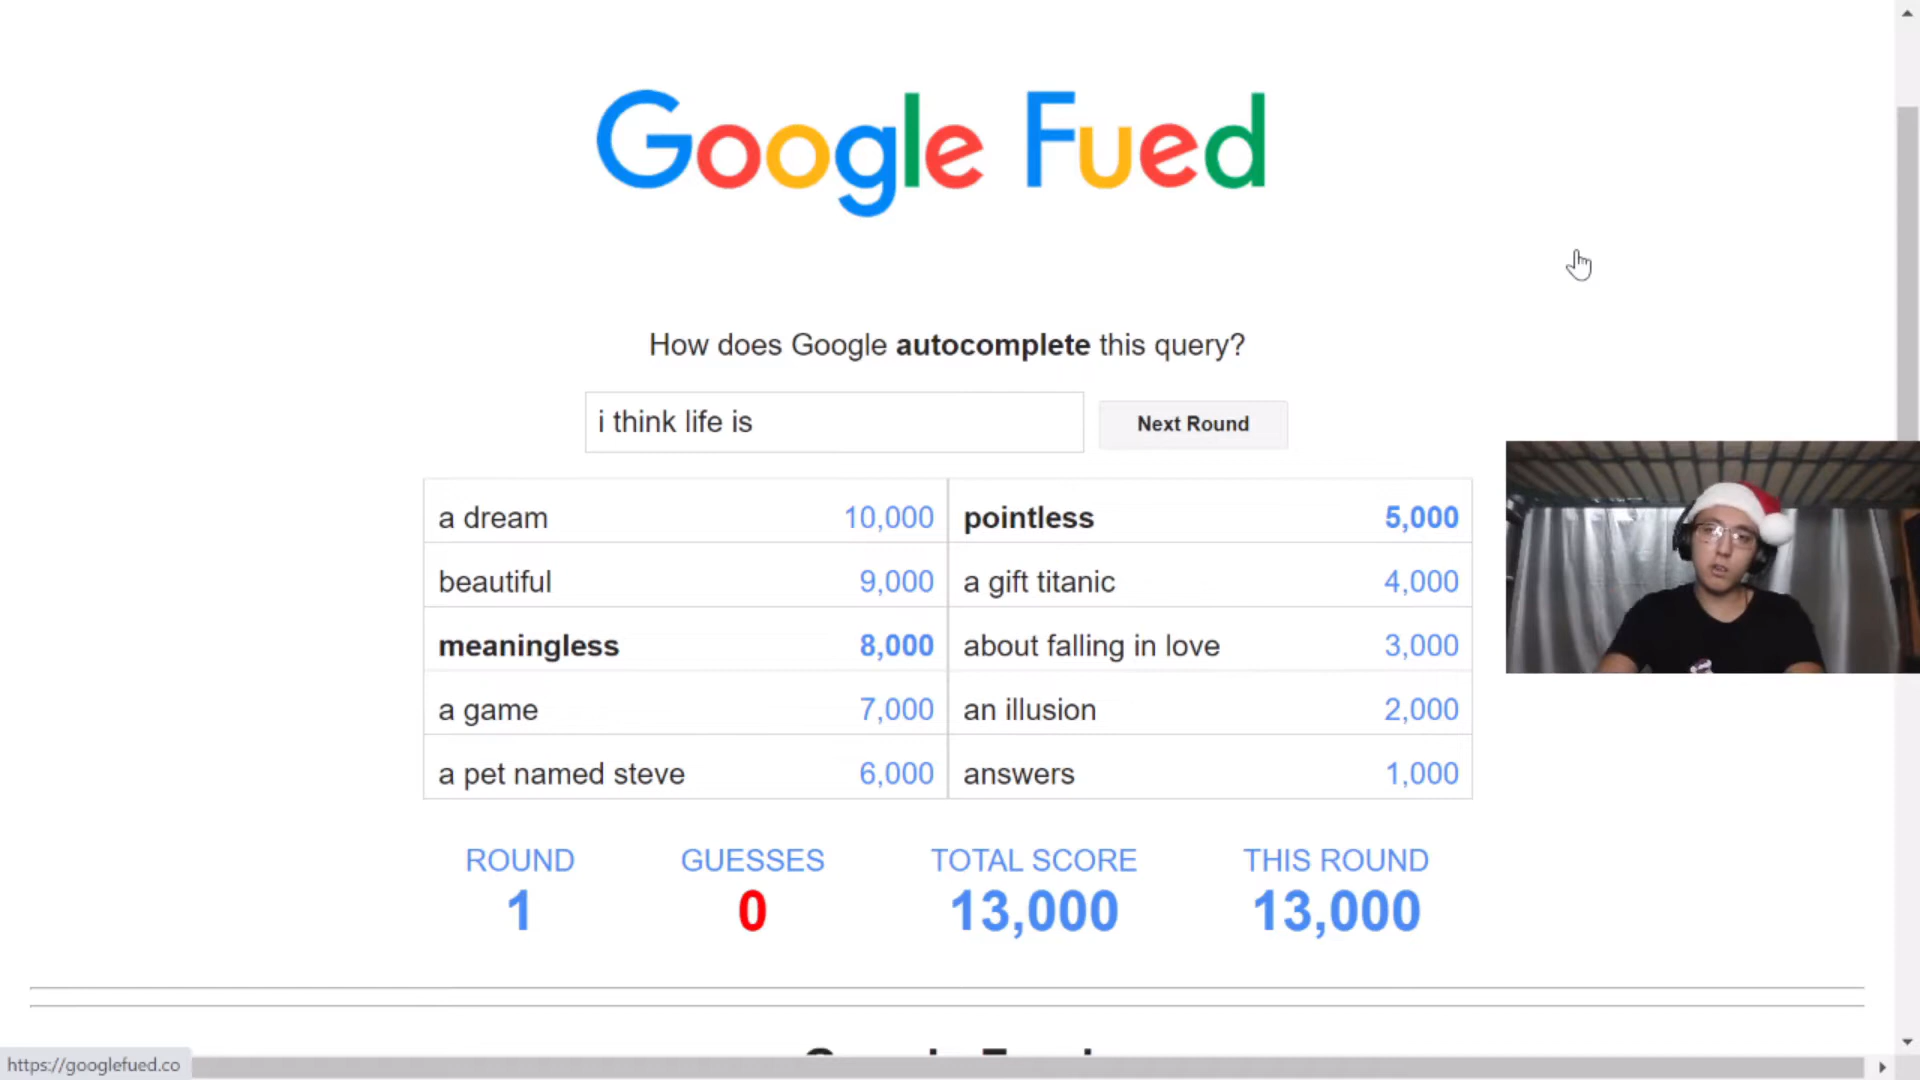 Google Fued
How does Google autocomplete this query?
i think life is
Next Round
a dream 10,000
pointless 5,000
beautiful 9,000
a gift titanic 4,000
meaningless 8,000
about falling in love 3,000
a game 7,000
an illusion 2,000
a pet named steve 6,000
answers 1,000
ROUND GUESSES TOTAL SCORE THIS ROUND
1 0 13,000 13,000
https://googlefued.co